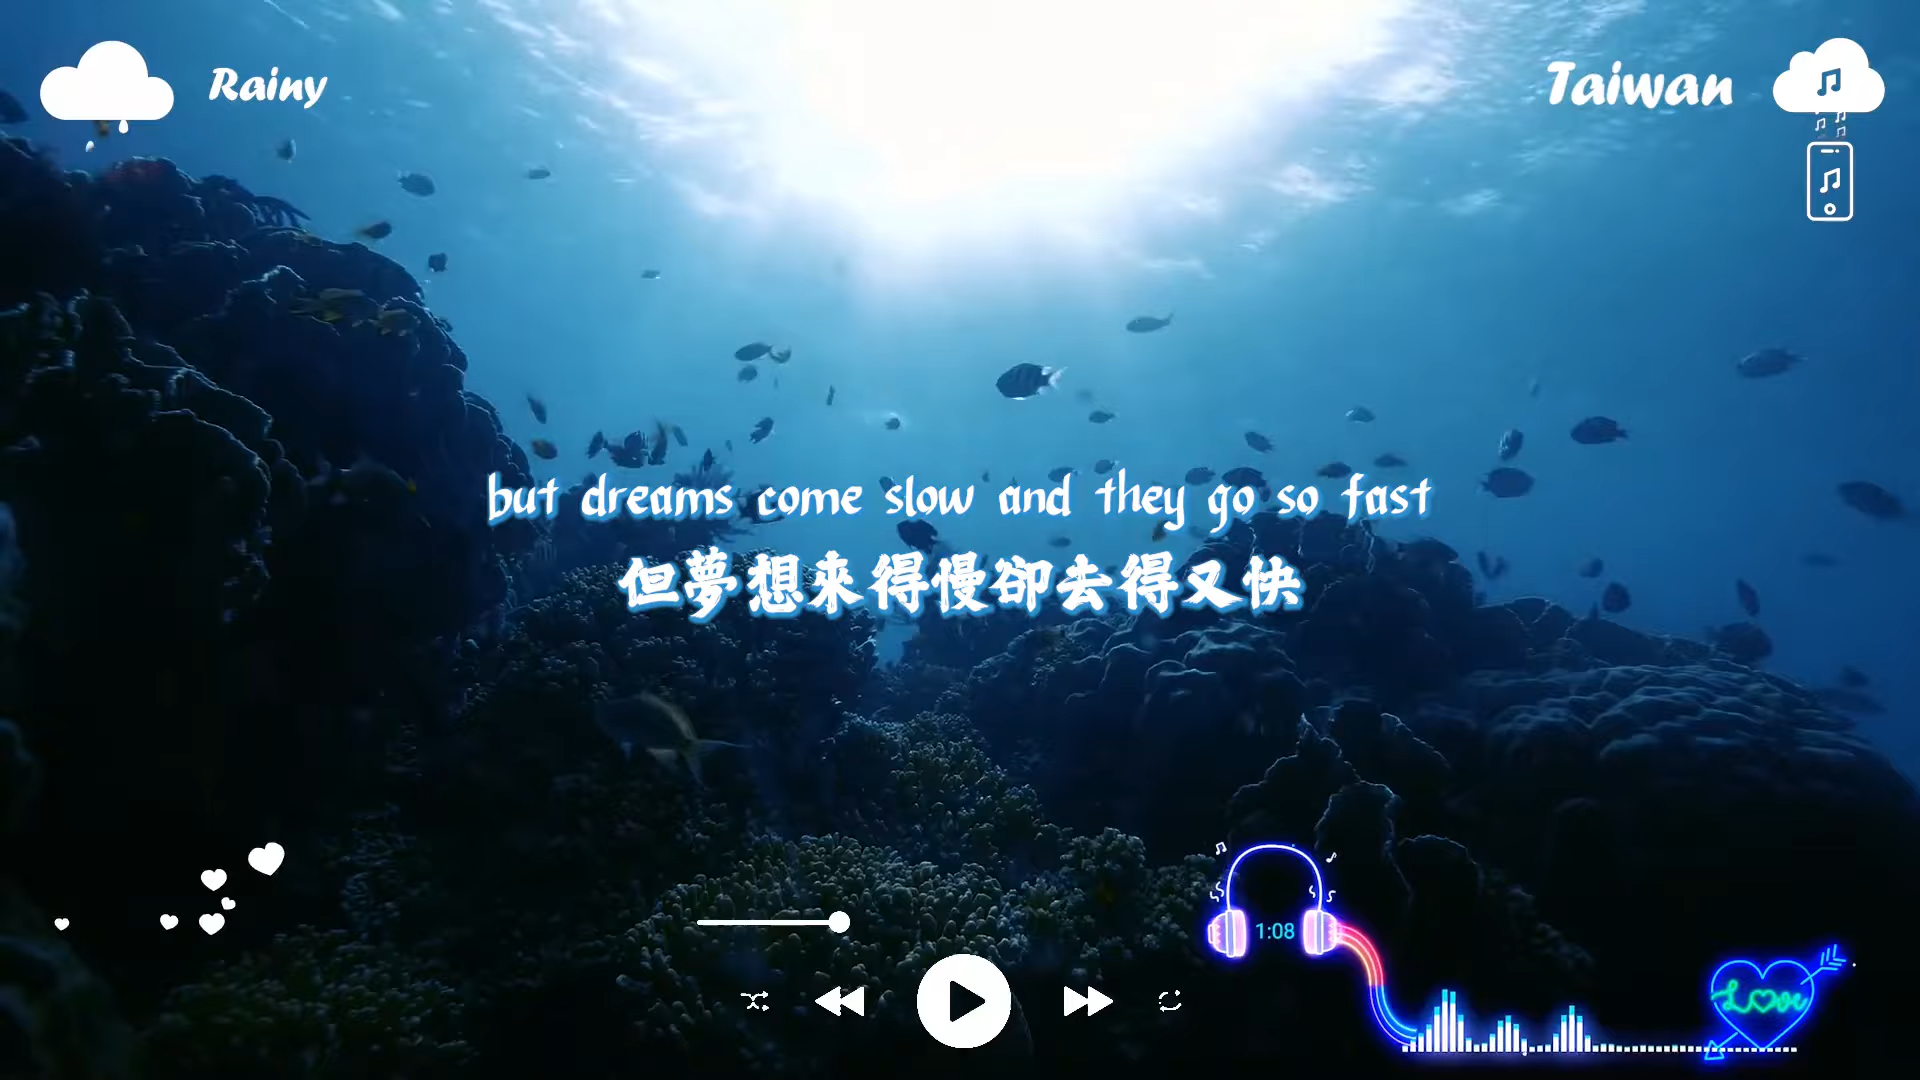 Rainy
Taiwan
but dreams come slow and they go so fast
但夢想來得慢卻去得又快
1:08
Love